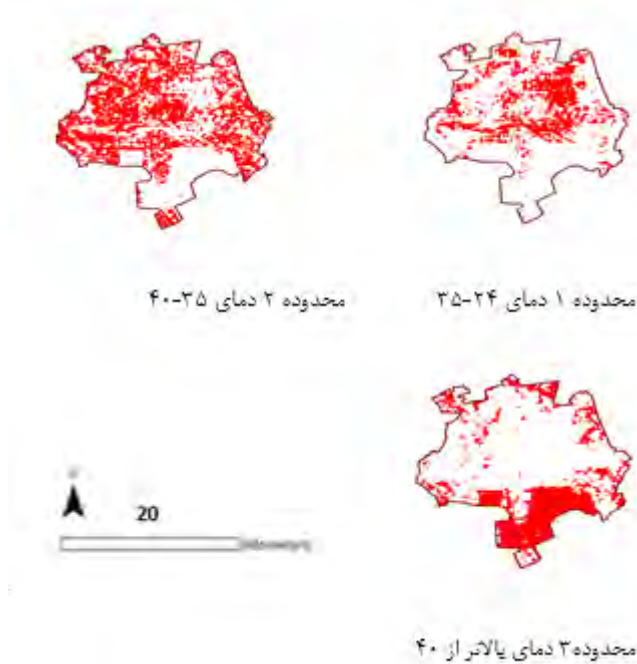 محدوده ۱ دمای ۲۴-۳۵
محدوده ۲ دمای ۳۵-۴۰
20
محدوده۳ دمای بالاتر از ۴۰